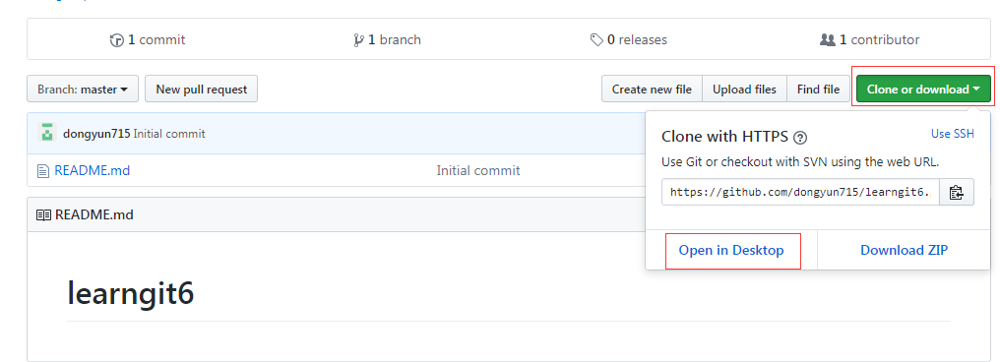 1 commit
1 branch
0 releases
1 contributor
Branch: master
New pull request
Create new file
Upload files
Find file
Clone or download
dongyun715 Initial commit
README.md
Initial commit
Clone with HTTPS
Use SSH
Use Git or checkout with SVN using the web URL.
https://github.com/dongyun715/learngit6.
Open in Desktop
Download ZIP
README.md
learngit6